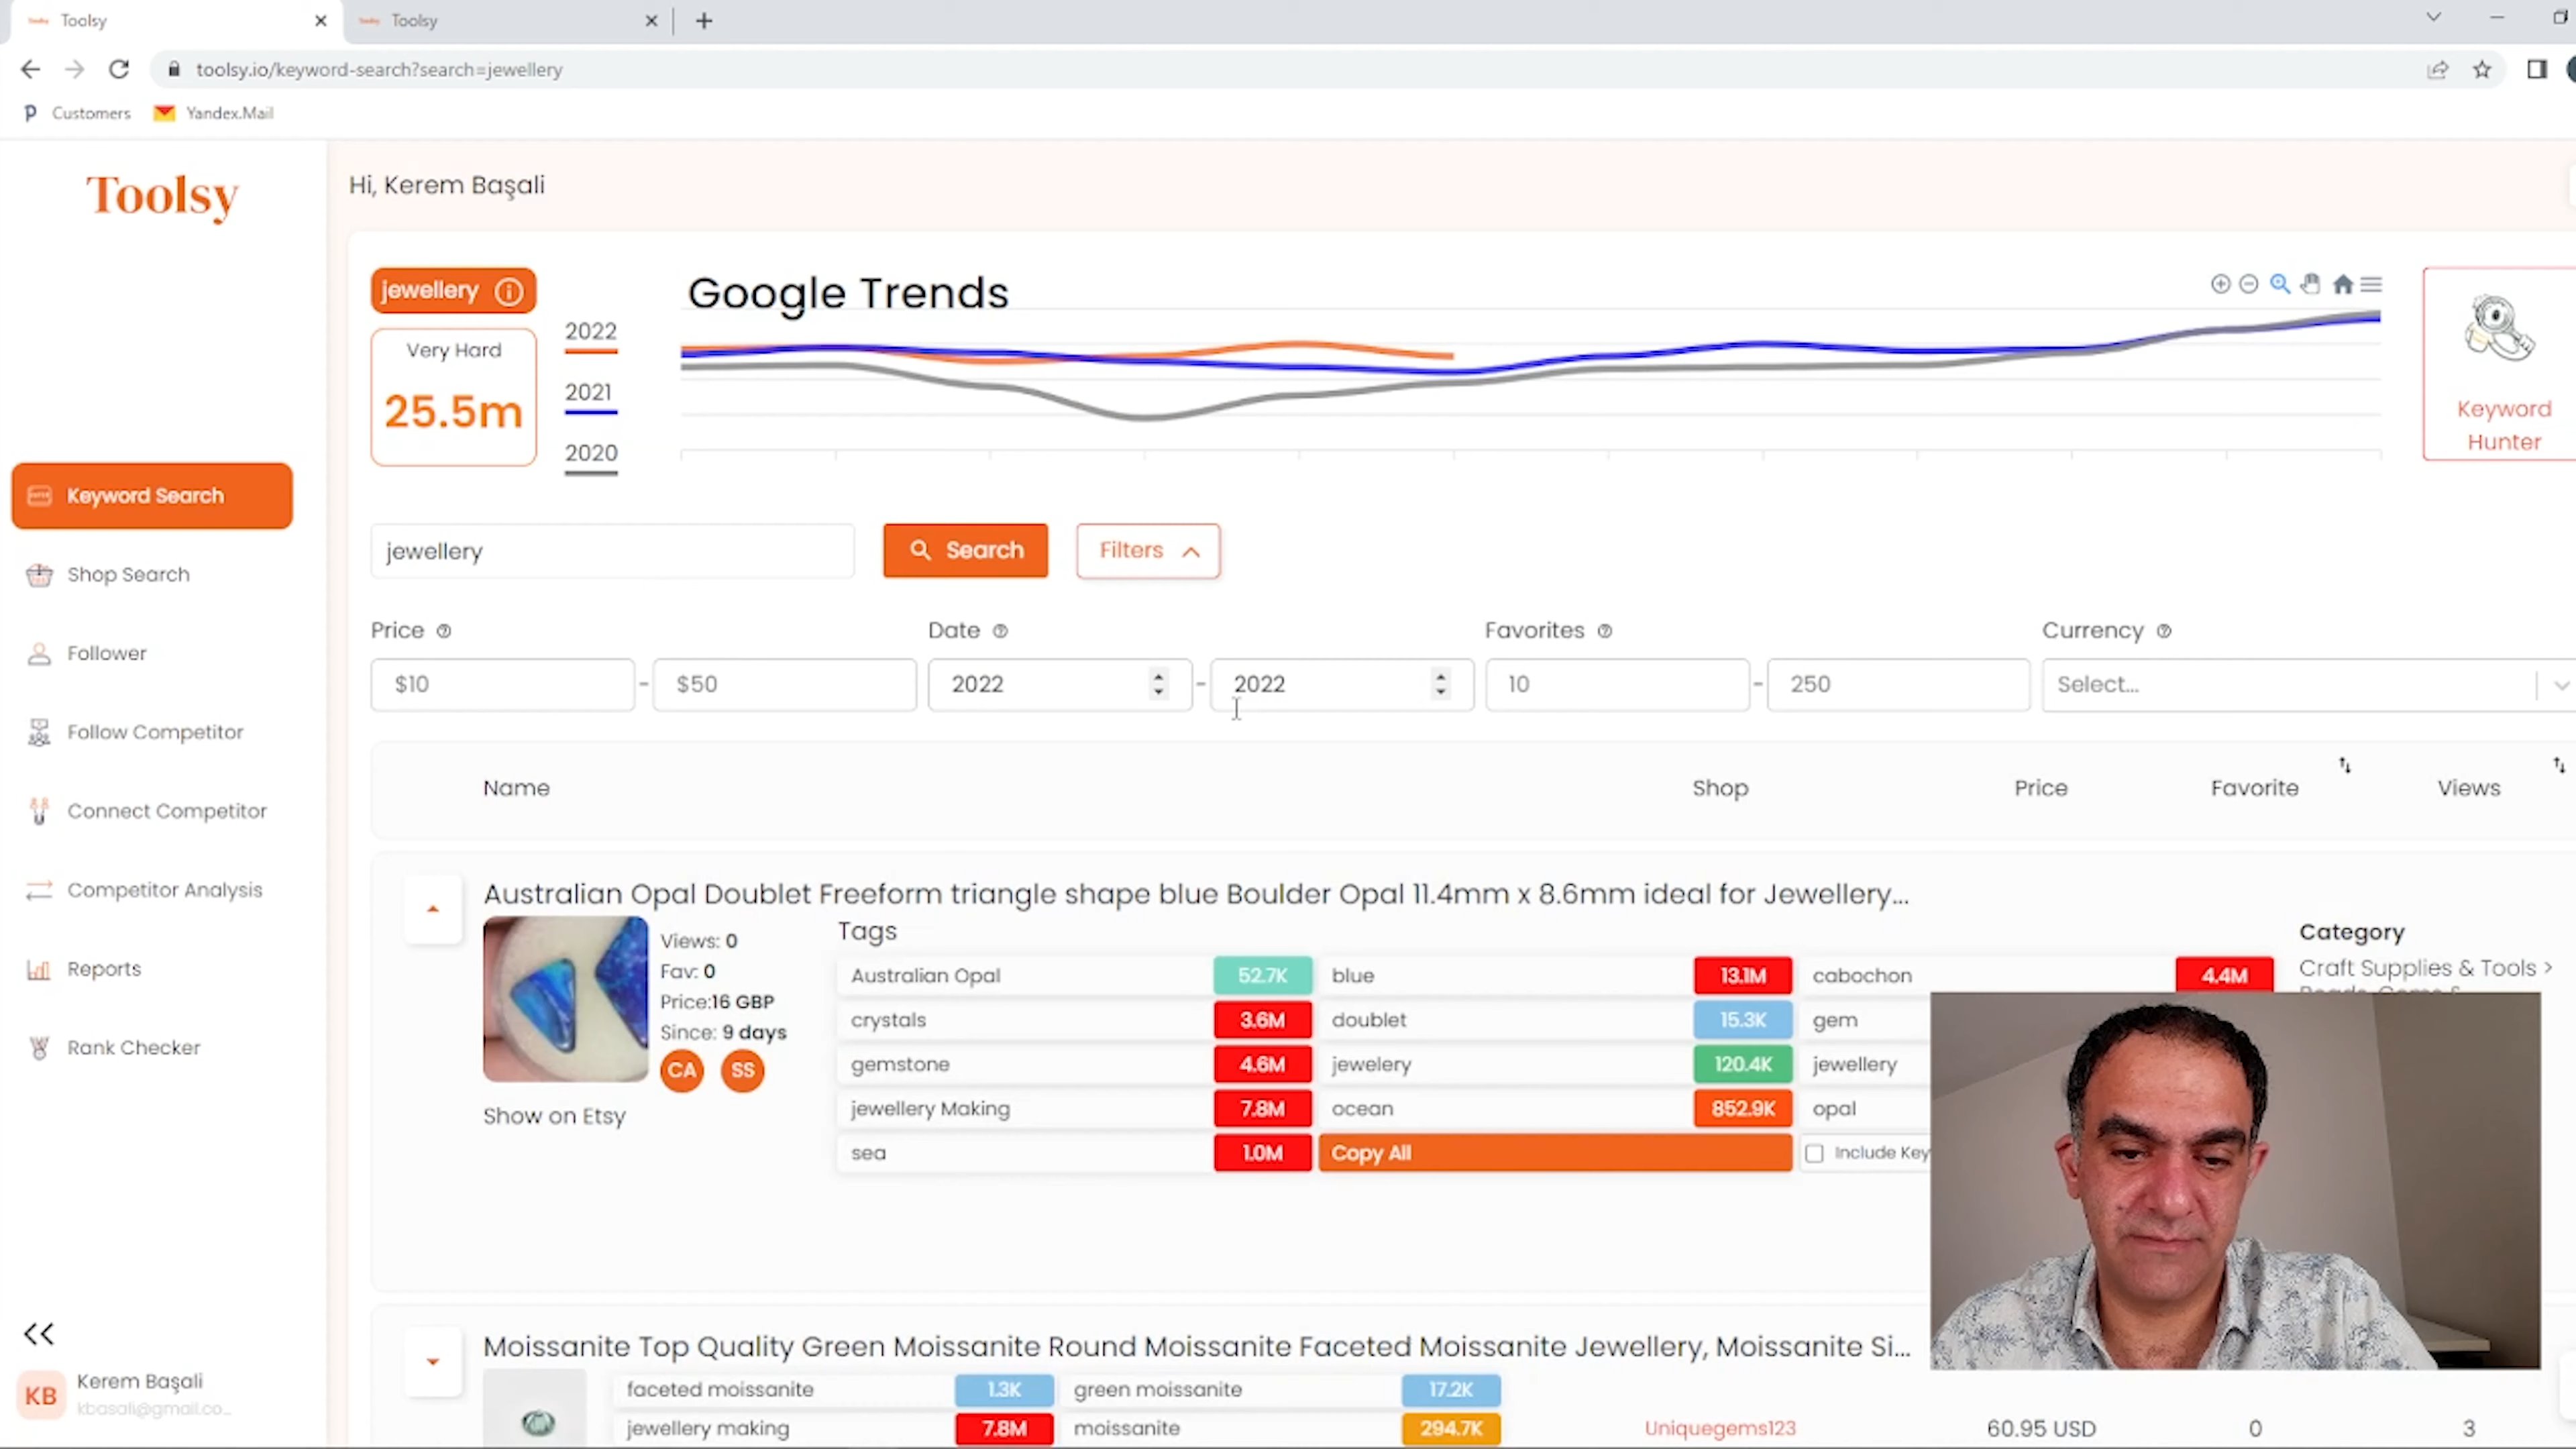 Toolsy
Toolsy
toolsy.io/keyword-search?search=jewellery
Customers
Yandex.Mail
Toolsy
Hi, Kerem Başali
jewellery
Very Hard
25.5m
2022
2021
2020
Google Trends
Keyword
Hunter
Keyword Search
Shop Search
Follower
Follow Competitor
Connect Competitor
Competitor Analysis
Reports
Rank Checker
jewellery
Search
Filters
Price
Date
Favorites
Currency
$10 - $50
2022 - 2022
10 - 250
Select...
Name Shop Price Favorite Views
Australian Opal Doublet Freeform triangle shape blue Boulder Opal 11.4mm x 8.6mm ideal for Jewellery...
Views: 0
Fav: 0
Price:16 GBP
Since: 9 days
CA SS
Show on Etsy
Tags
Australian Opal 52.7K blue 13.1M cabochon 4.4M
crystals 3.6M doublet 15.3K gem
gemstone 4.6M jewelery 120.4K jewellery
jewellery Making 7.8M ocean 852.9K opal
sea 1.0M Copy All Include Key
Category
Craft Supplies & Tools >
Moissanite Top Quality Green Moissanite Round Moissanite Faceted Moissanite Jewellery, Moissanite Si...
faceted moissanite 1.3K green moissanite 17.2K
jewellery making 7.8M moissanite 294.7K
Uniquegems123 60.95 USD 0 3
KB
Kerem Başali
kbasali@gmail.co...